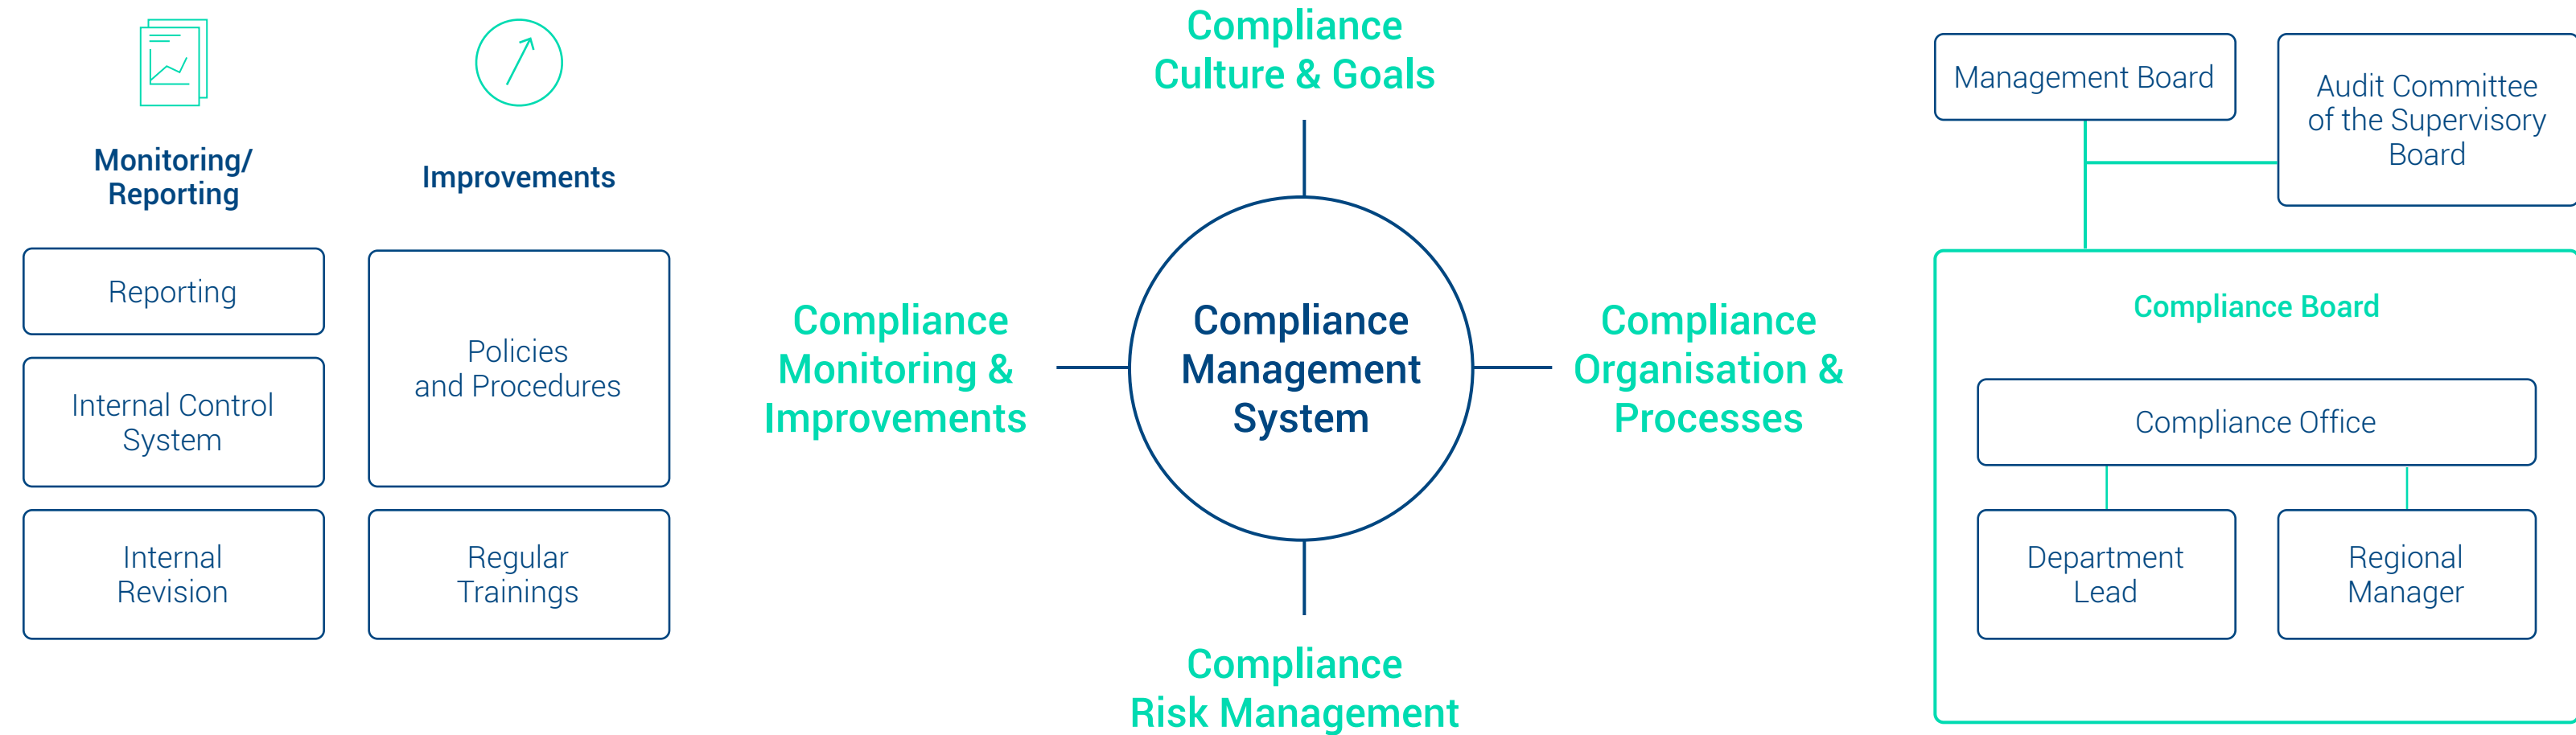 Monitoring/
Reporting
Reporting
Internal Control
System
Internal
Revision
Improvements
Policies
and Procedures
Regular
Trainings
Compliance
Culture & Goals
Compliance
Monitoring &
Improvements
Compliance
Management
System
Compliance
Organisation &
Processes
Compliance
Risk Management
Management Board
Audit Committee
of the Supervisory
Board
Compliance Board
Compliance Office
Department
Lead
Regional
Manager